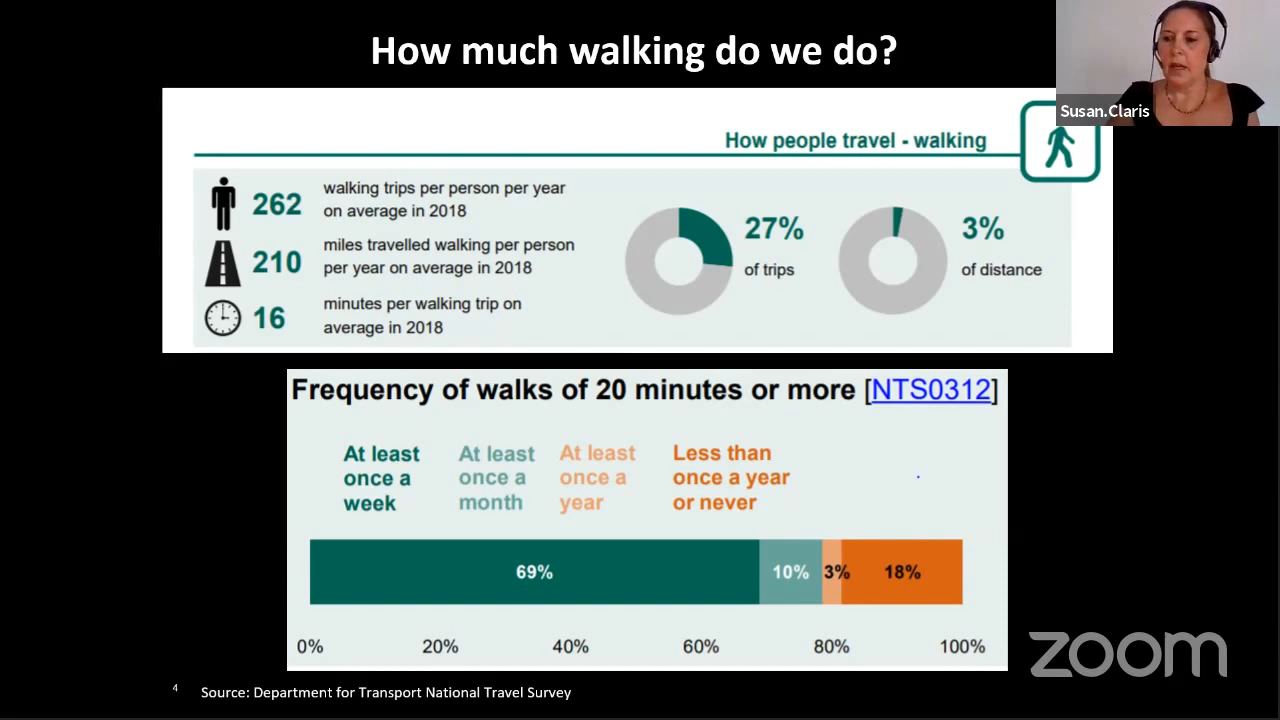 How much walking do we do?
Susan.Claris
How people travel - walking
262
walking trips per person per year
on average in 2018
210
miles travelled walking per person
per year on average in 2018
16
minutes per walking trip on
average in 2018
27%
of trips
3%
of distance
Frequency of walks of 20 minutes or more [NTS0312]
At least
once a
week
At least
once a
month
At least
once a
year
Less than
once a year
or never
69%
10%
3%
18%
0%
20%
40%
60%
80%
100%
zoom
4
Source: Department for Transport National Travel Survey